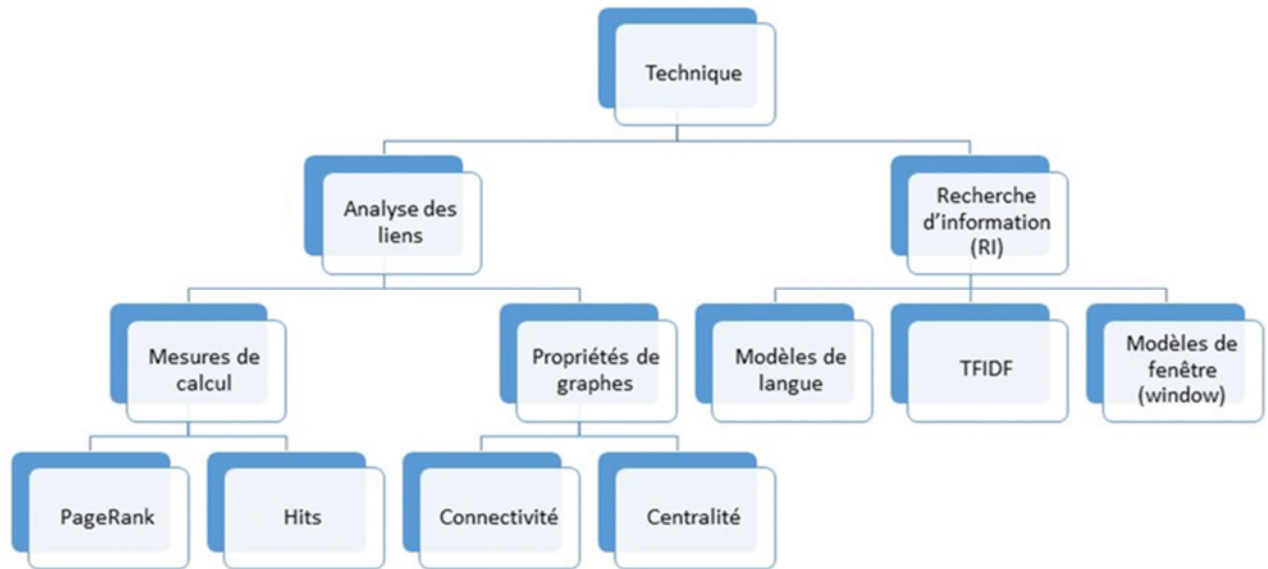 Technique
Analyse des
liens
Recherche
d'information
(RI)
Mesures de
calcul
Propriétés de
graphes
Modèles de
langue
TFIDF
Modèles de
fenêtre
(window)
PageRank
Hits
Connectivité
Centralité